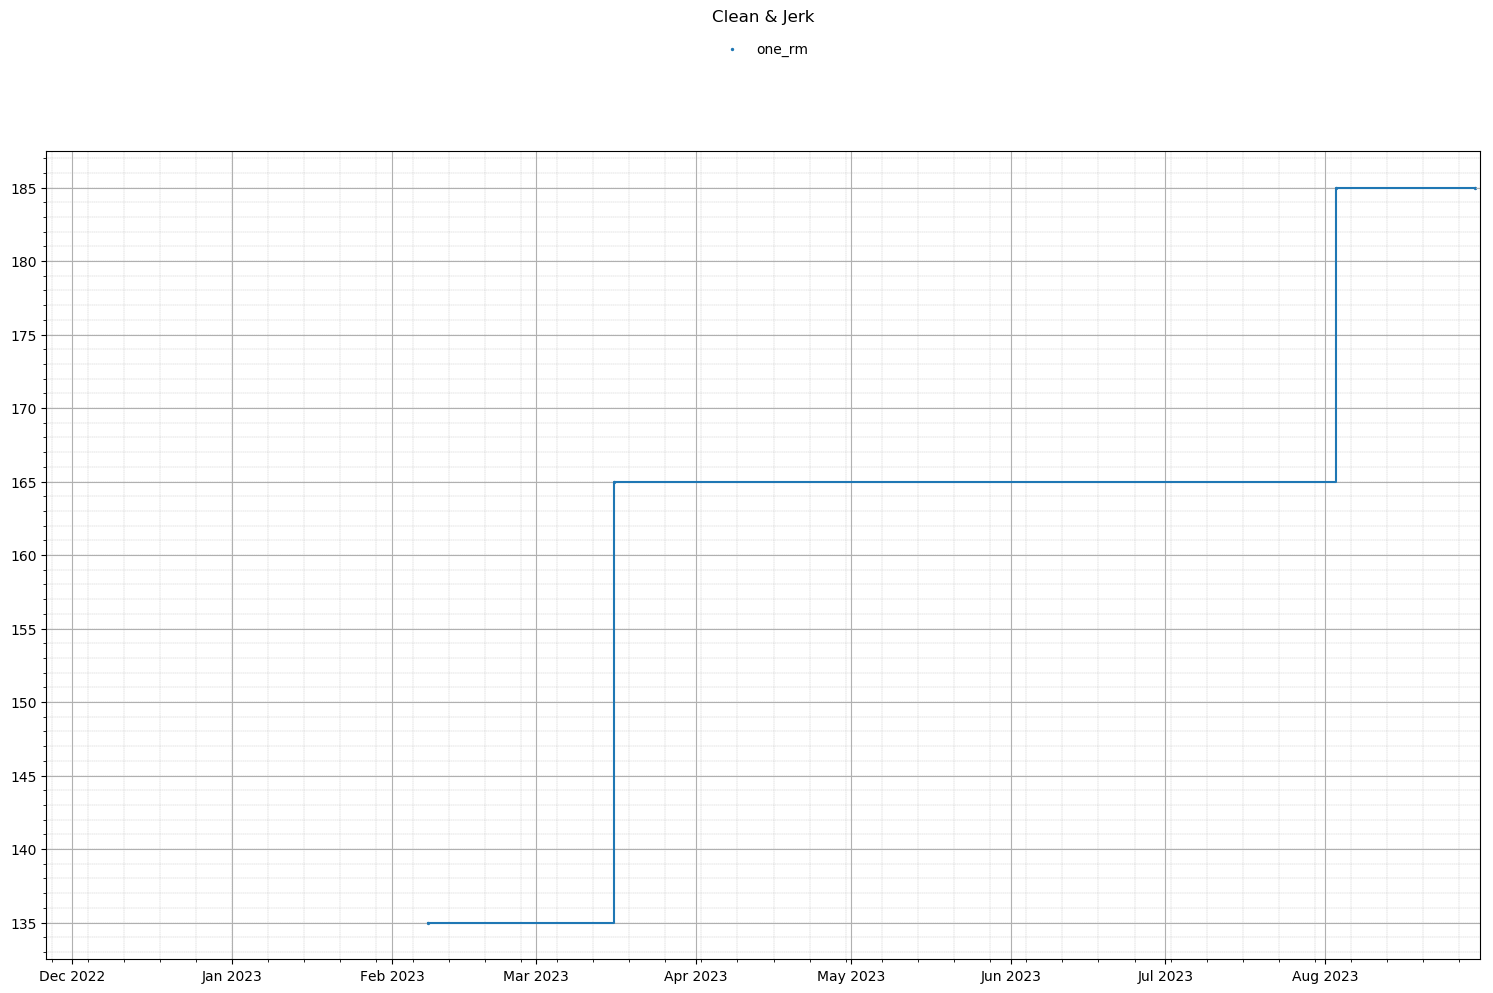 Clean & Jerk
one_rm
185
180
175
170
165
160
155
150
145
140
135
Dec 2022
Jan 2023
Feb 2023
Mar 2023
Apr 2023
May 2023
Jun 2023
Jul 2023
Aug 2023